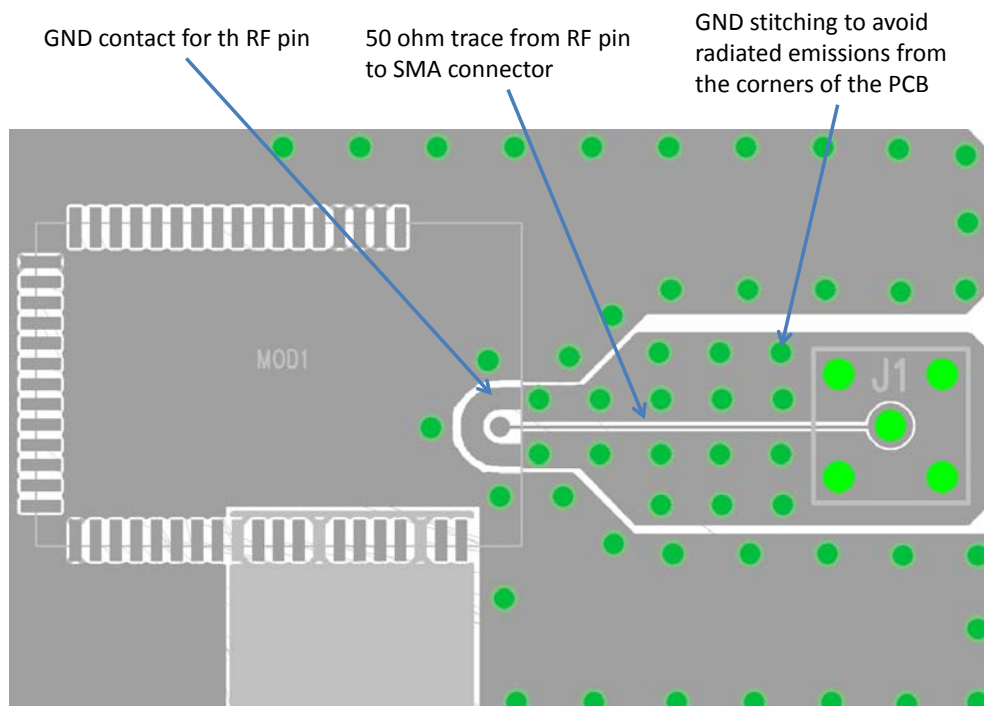 GND contact for th RF pin
50 ohm trace from RF pin
to SMA connector
GND stitching to avoid
radiated emissions from
the corners of the PCB
MOD1
J1